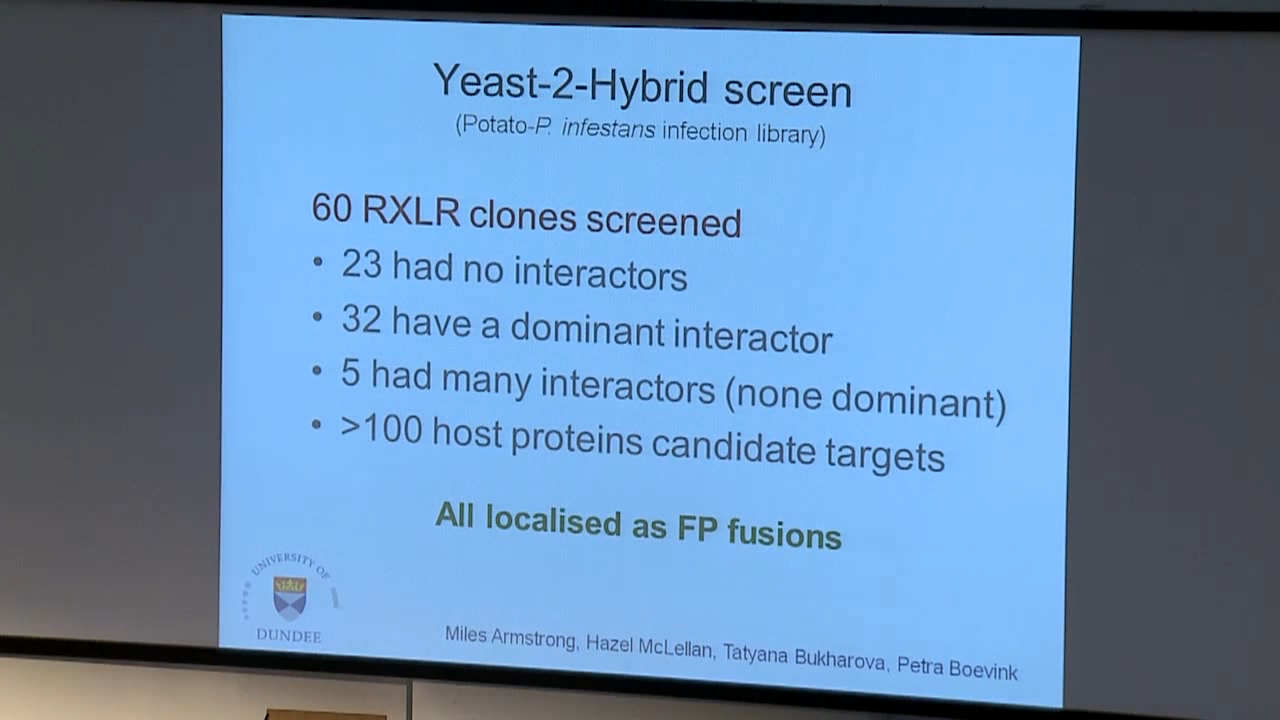 Yeast-2-Hybrid screen
(Potato-P. infestans infection library)
60 RXLR clones screened
• 23 had no interactors
• 32 have a dominant interactor
• 5 had many interactors (none dominant)
• >100 host proteins candidate targets
All localised as FP fusions
UNIVERSITY OF
DUNDEE
Miles Armstrong, Hazel McLellan, Tatyana Bukharova, Petra Boevink